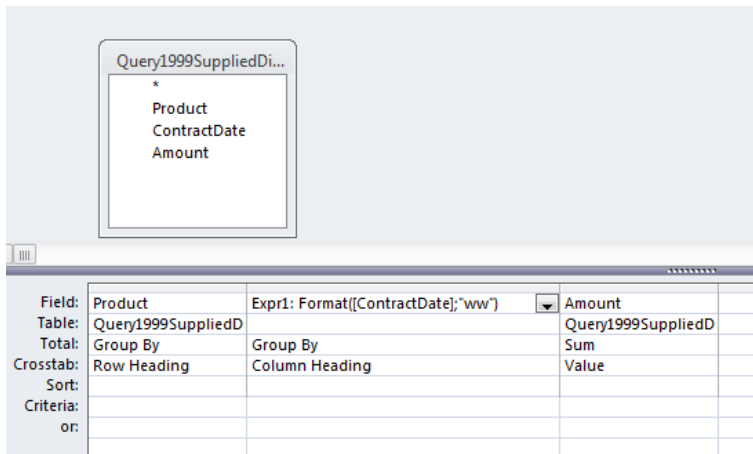 Query1999SuppliedDi...
*
Product
ContractDate
Amount
Field: Product Expr1: Format([ContractDate];"ww") Amount
Table: Query1999SuppliedD Query1999SuppliedD
Total: Group By Group By Sum
Crosstab: Row Heading Column Heading Value
Sort:
Criteria:
or: